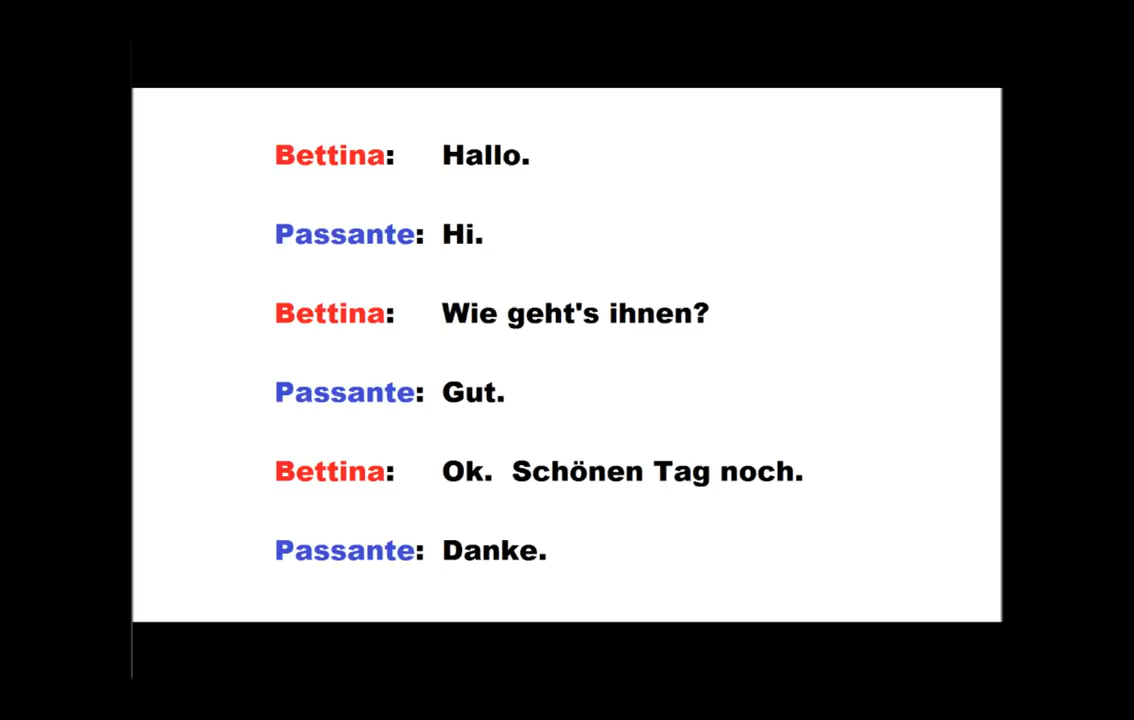 Bettina: Hallo.
Passante: Hi.
Bettina: Wie geht's ihnen?
Passante: Gut.
Bettina: Ok. Schönen Tag noch.
Passante: Danke.